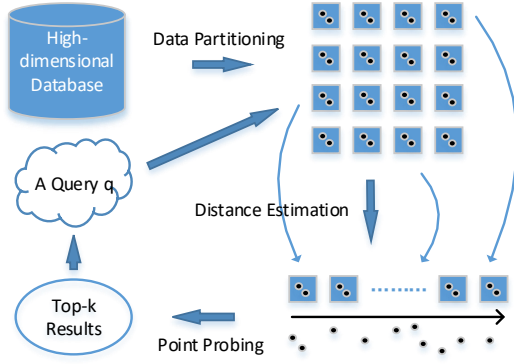 High-
dimensional
Database
Data Partitioning
A Query q
Distance Estimation
Top-k
Results
Point Probing